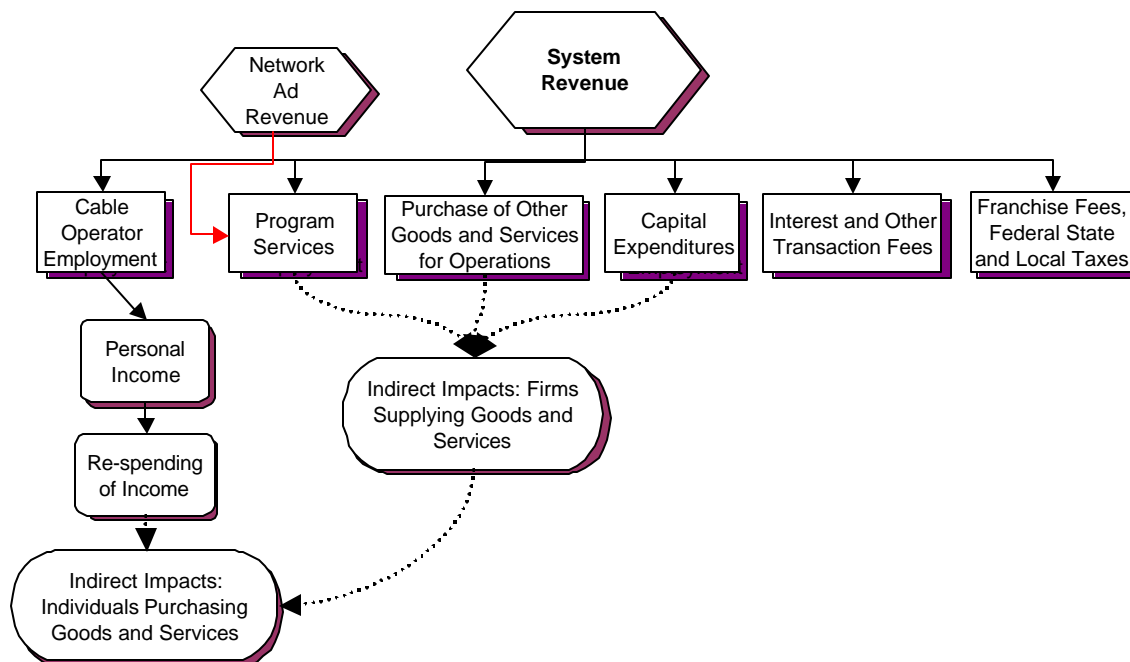 Network
Ad
Revenue
System
Revenue
Cable
Operator
Employment
Program
Services
Purchase of Other
Goods and Services
for Operations
Capital
Expenditures
Interest and Other
Transaction Fees
Franchise Fees,
Federal State
and Local Taxes
Personal
Income
Indirect Impacts: Firms
Supplying Goods and
Services
Re-spending
of Income
Indirect Impacts:
Individuals Purchasing
Goods and Services